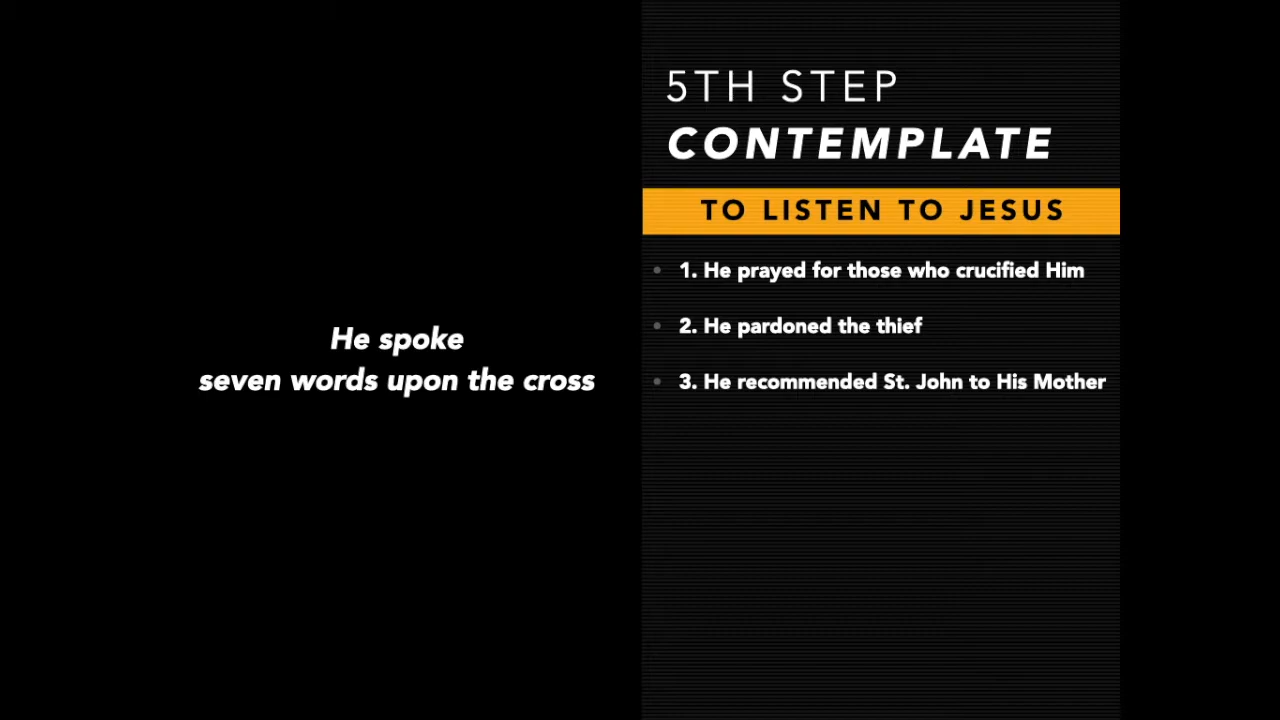 He spoke
seven words upon the cross
5TH STEP
CONTEMPLATE
TO LISTEN TO JESUS
• 1. He prayed for those who crucified Him
• 2. He pardoned the thief
• 3. He recommended St. John to His Mother